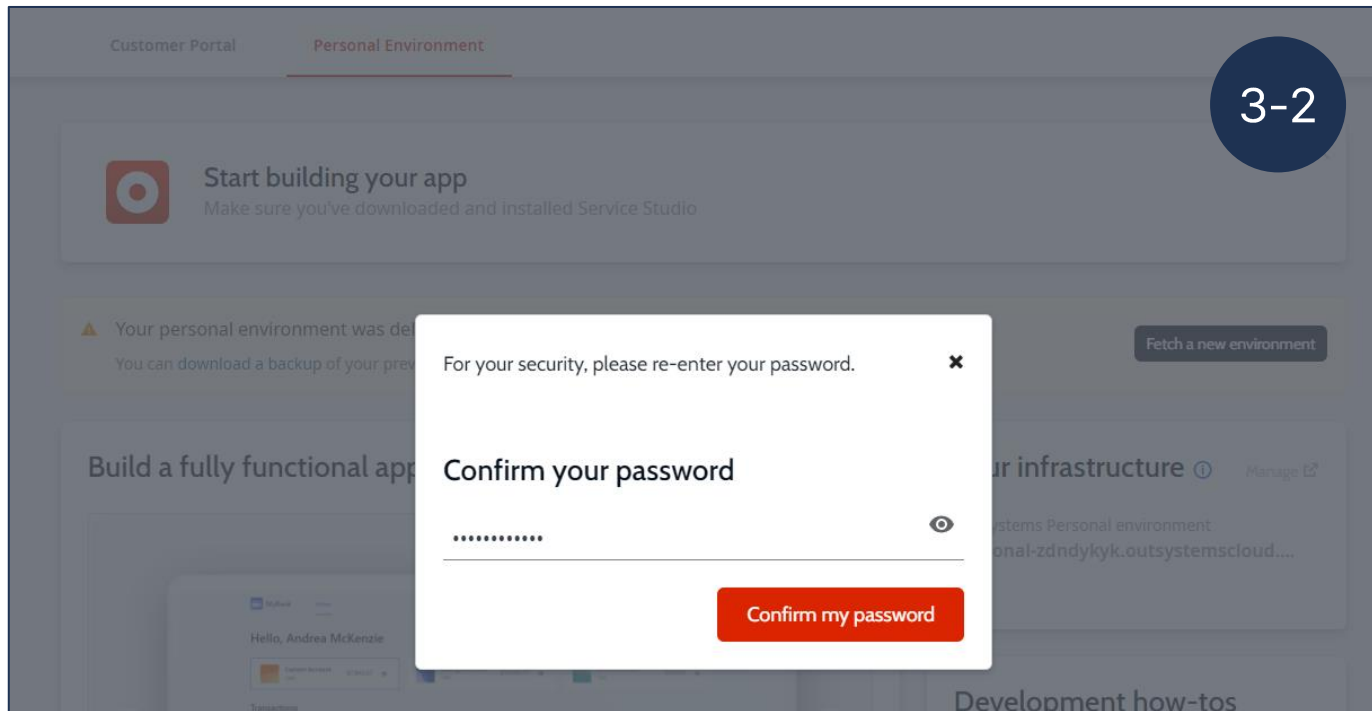 Customer Portal
Personal Environment
3-2
Start building your app
Make sure you've downloaded and installed Service Studio
Your personal environment was del
You can download a backup of your prev
Fetch a new environment
For your security, please re-enter your password.
Confirm your password
Confirm my password
Build a fully functional app
ur infrastructure
Manage
ystems Personal environment
onal-zdndykyk.outsystemscloud....
Hello, Andrea McKenzie
Transactions
Development how-tos